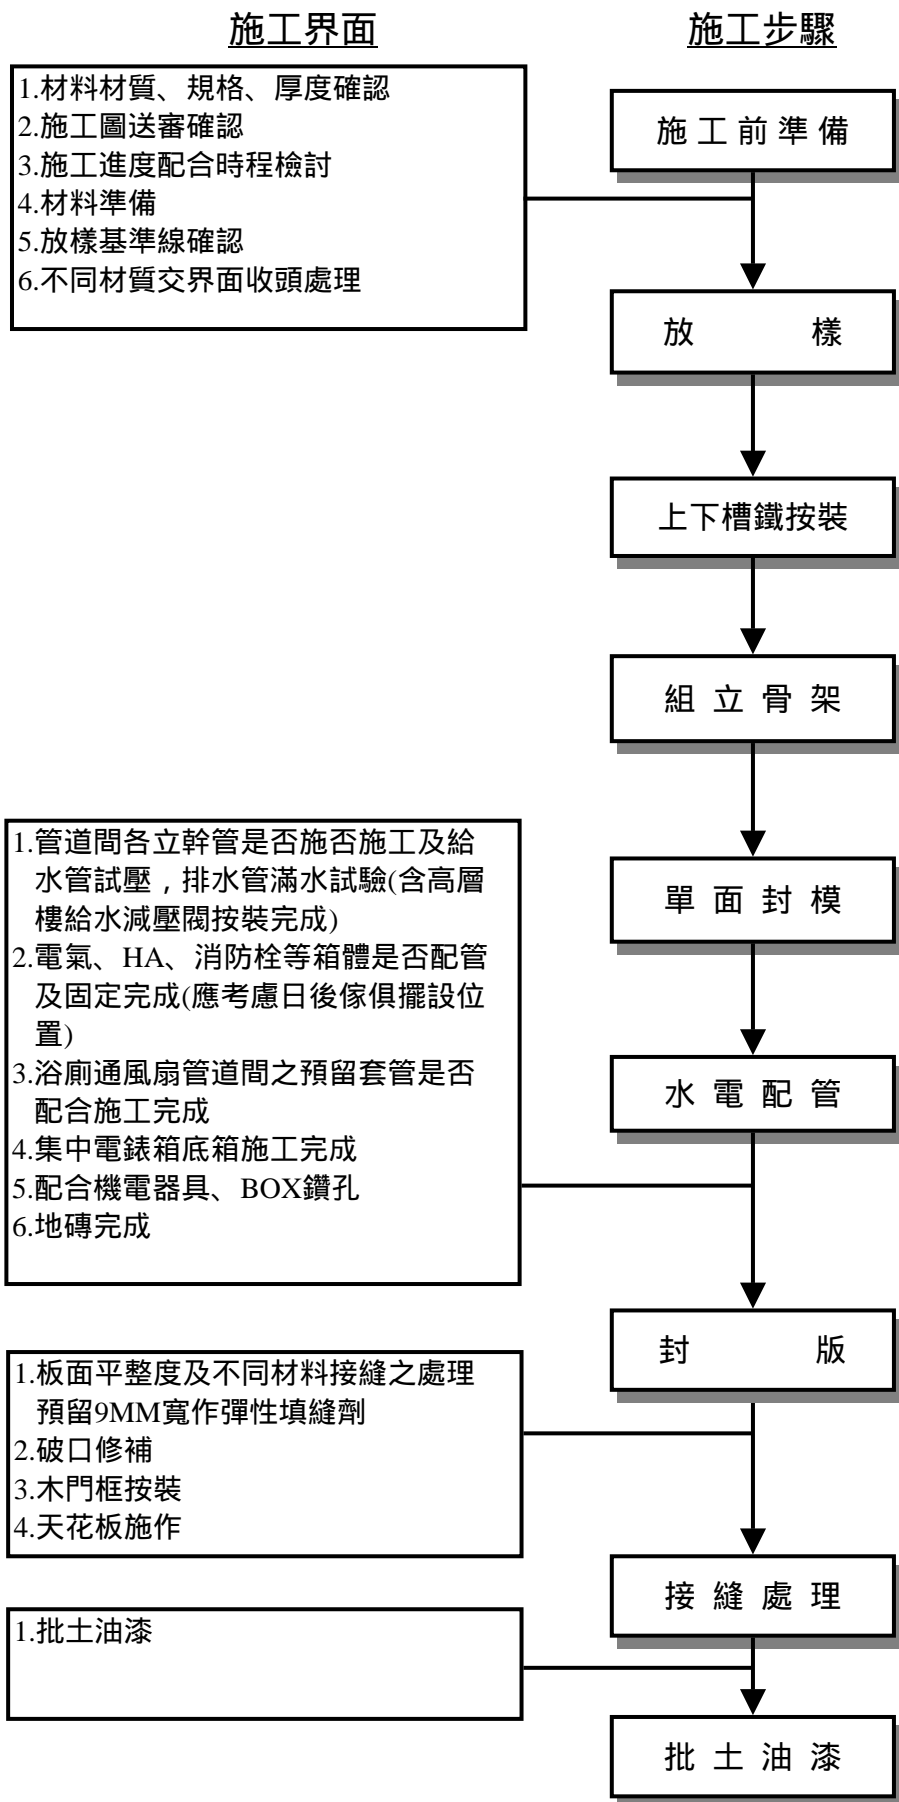 施工界面
施工步驟
1.材料材質、規格、厚度確認
2.施工圖送審確認
3.施工進度配合時程檢討
4.材料準備
5.放樣基準線確認
6.不同材質交界面收頭處理
施工前準備
放樣
上下槽鐵按裝
組立骨架
1.管道間各立幹管是否施否施工及給
水管試壓，排水管滿水試驗(含高層
樓給水減壓閥按裝完成)
2.電氣、HA、消防栓等箱體是否配管
及固定完成(應考慮日後傢俱擺設位
置)
3.浴廁通風扇管道間之預留套管是否
配合施工完成
4.集中電錶箱底箱施工完成
5.配合機電器具、BOX鑽孔
6.地磚完成
單面封模
水電配管
封版
1.板面平整度及不同材料接縫之處理
預留9MM寬作彈性填縫劑
2.破口修補
3.木門框按裝
4.天花板施作
接縫處理
1.批土油漆
批土油漆